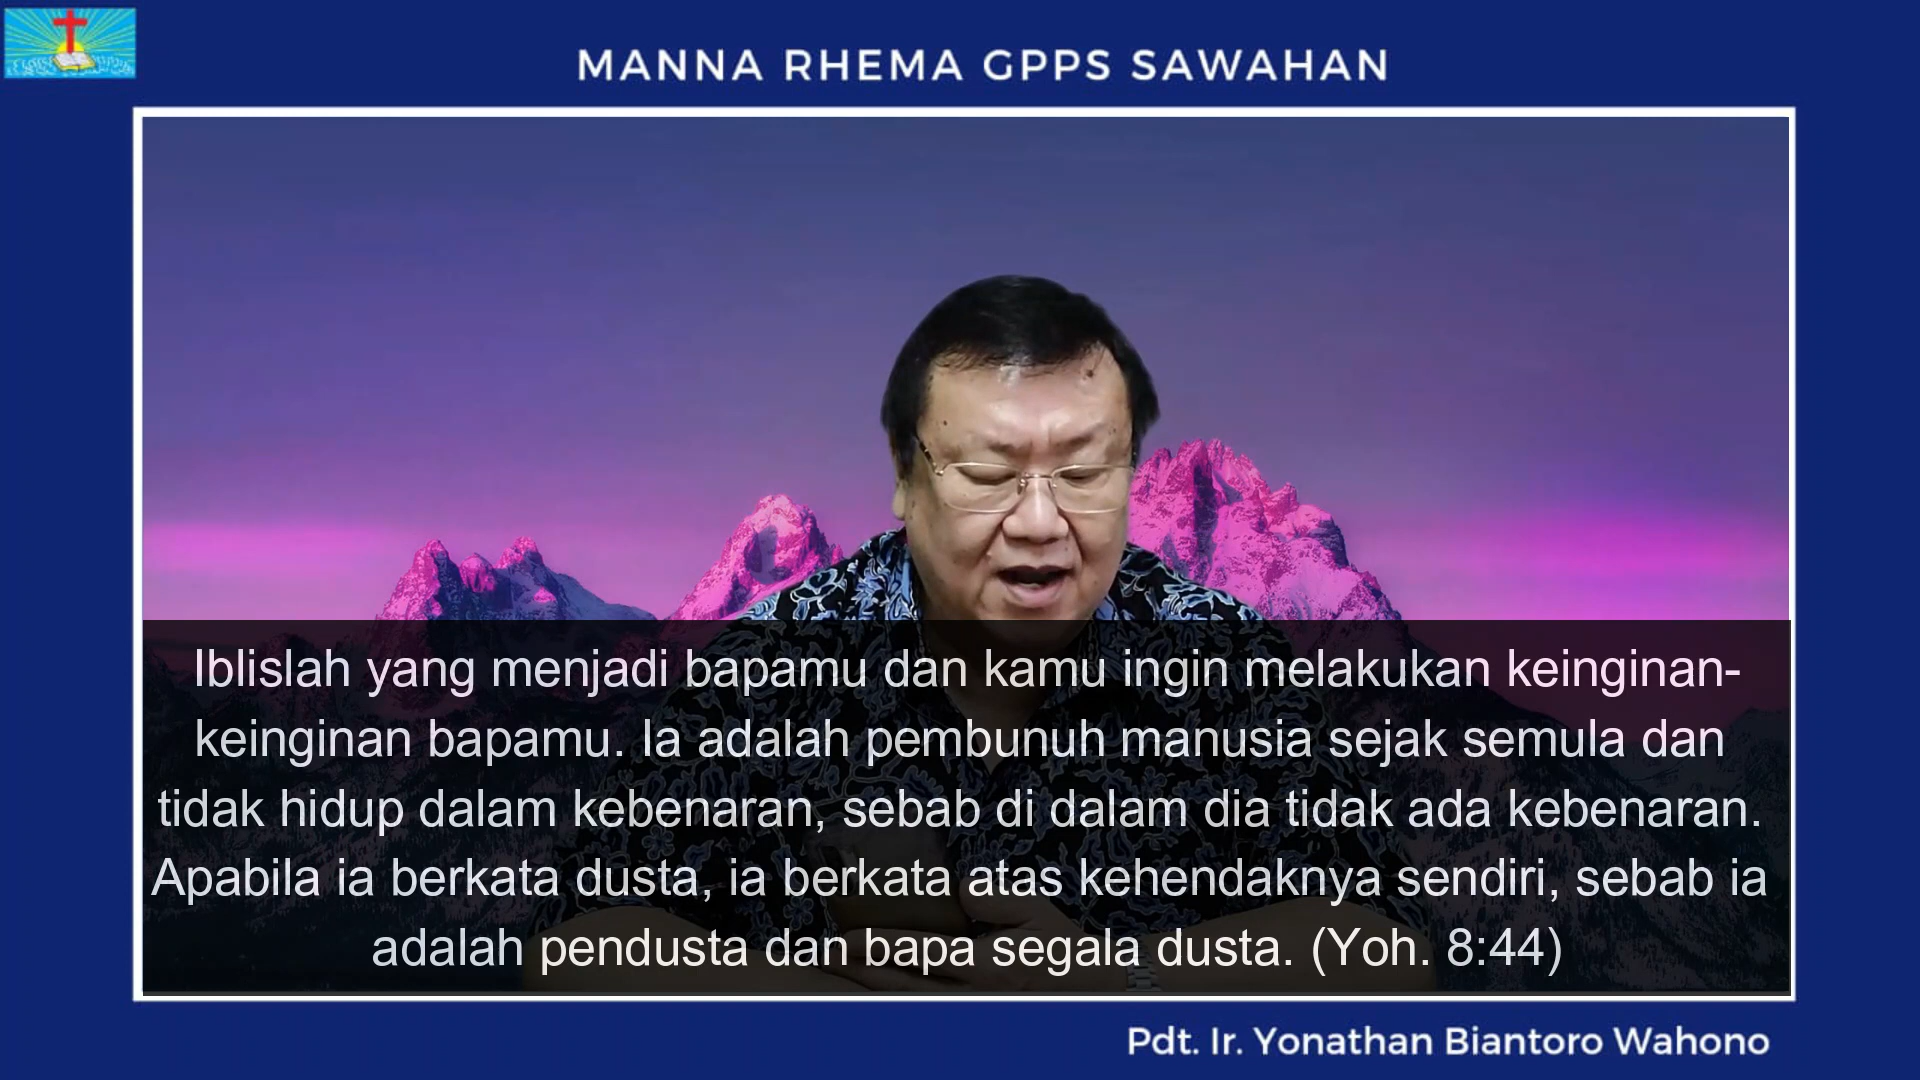 MANNA RHEMA GPPS SAWAHAN
Iblislah yang menjadi bapamu dan kamu ingin melakukan keinginan-
keinginan bapamu. Ia adalah pembunuh manusia sejak semula dan
tidak hidup dalam kebenaran, sebab di dalam dia tidak ada kebenaran.
Apabila ia berkata dusta, ia berkata atas kehendaknya sendiri, sebab ia
adalah pendusta dan bapa segala dusta. (Yoh. 8:44)
Pdt. Ir. Yonathan Biantoro Wahono